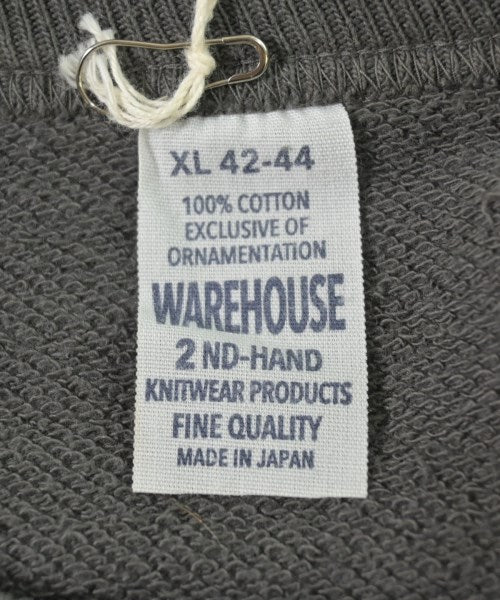 XL 42-44
100% COTTON
EXCLUSIVE OF
ORNAMENTATION
WAREHOUSE
2 ND-HAND
KNITWEAR PRODUCTS
FINE QUALITY
MADE IN JAPAN